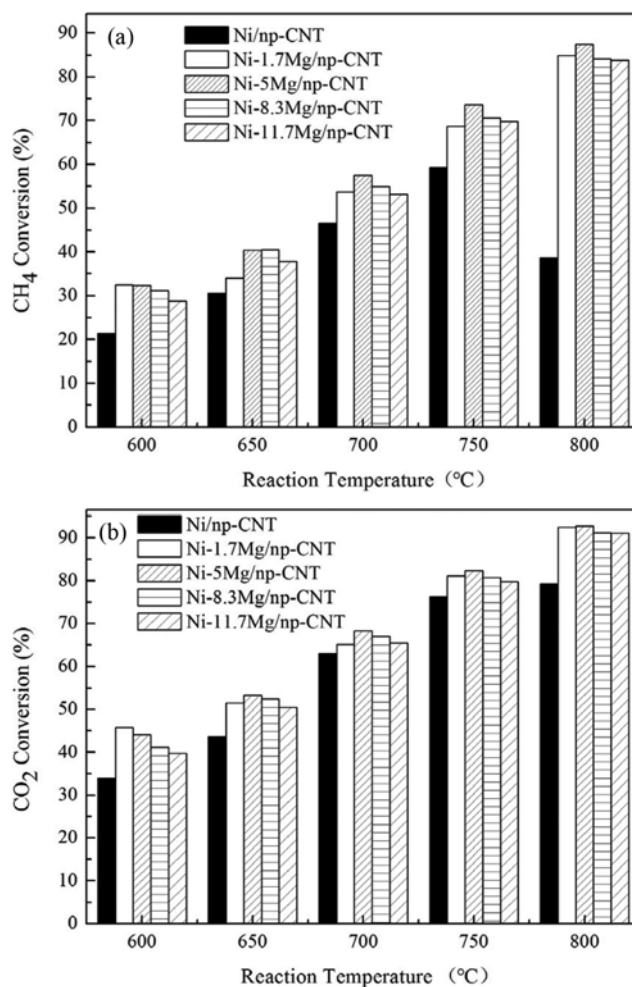 (a)
Ni/np-CNT
Ni-1.7Mg/np-CNT
Ni-5Mg/np-CNT
Ni-8.3Mg/np-CNT
Ni-11.7Mg/np-CNT
90
80
70
60
50
40
30
20
10
0
CH4 Conversion (%)
600 650 700 750 800
Reaction Temperature (℃)
(b)
Ni/np-CNT
Ni-1.7Mg/np-CNT
Ni-5Mg/np-CNT
Ni-8.3Mg/np-CNT
Ni-11.7Mg/np-CNT
90
80
70
60
50
40
30
20
10
0
CO2 Conversion (%)
600 650 700 750 800
Reaction Temperature (℃)